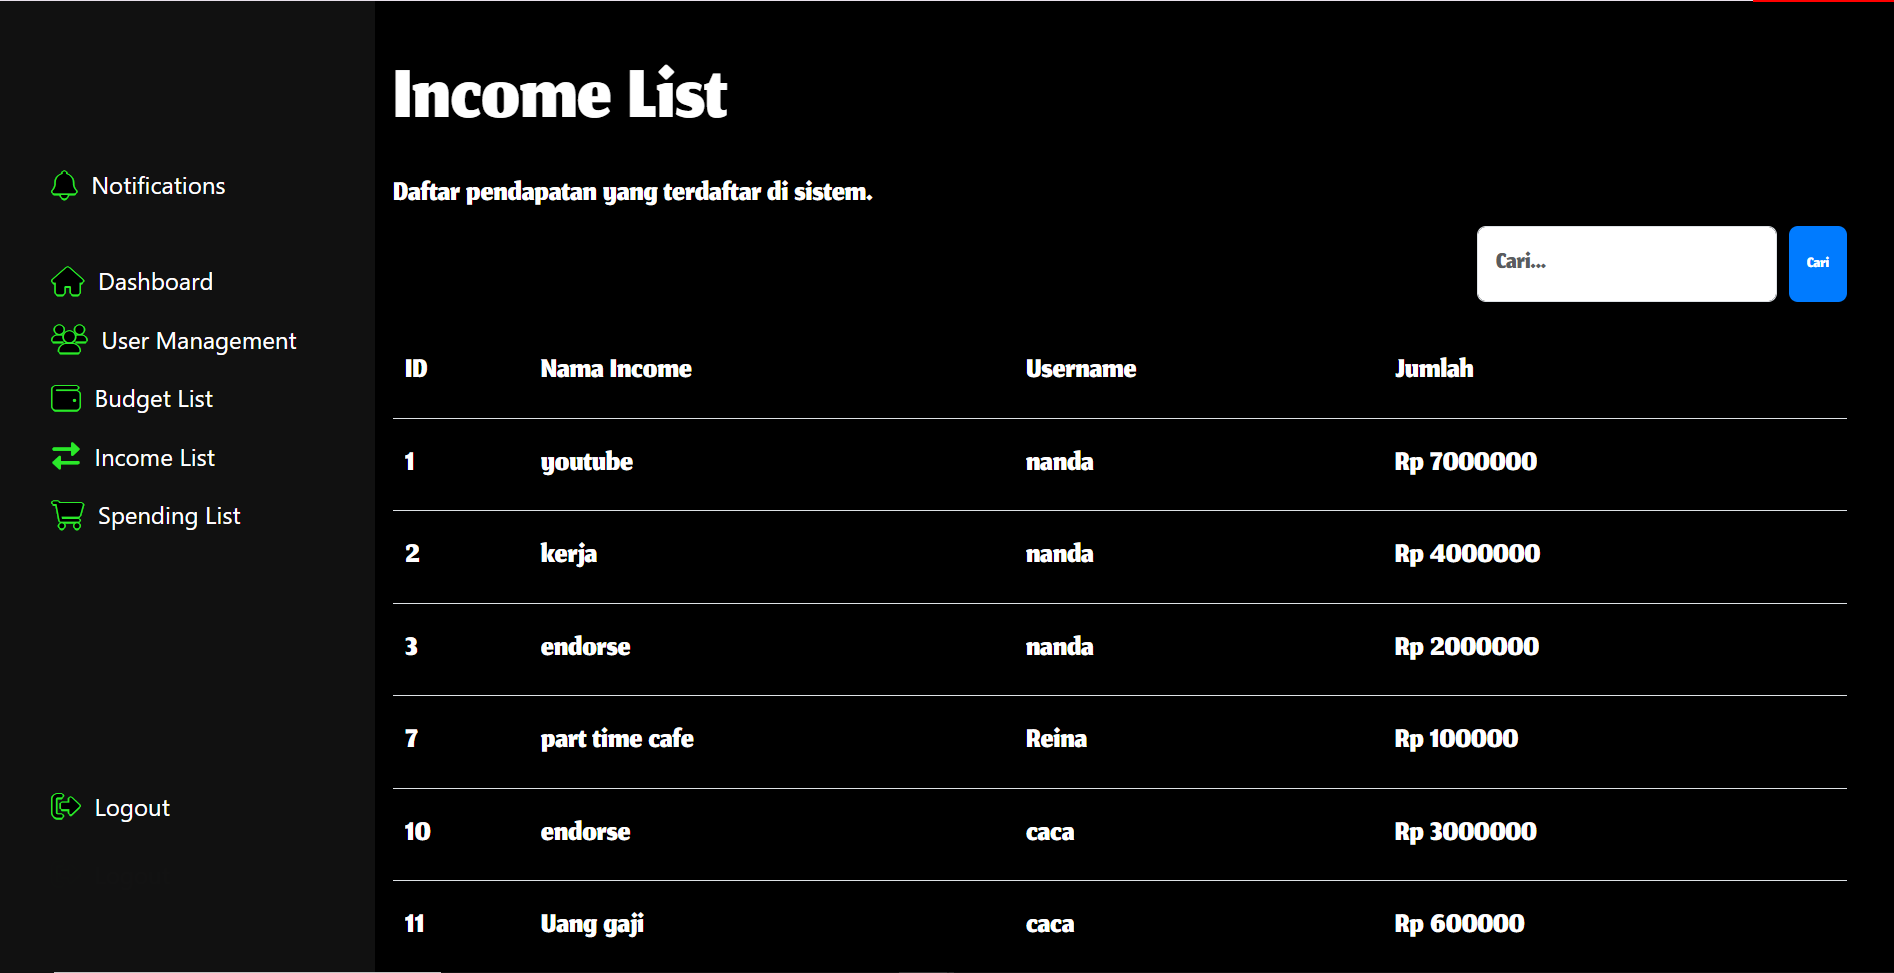 Notifications
Dashboard
User Management
Budget List
Income List
Spending List
Logout
Income List
Daftar pendapatan yang terdaftar di sistem.
Cari... Cari
ID Nama Income Username Jumlah
1 youtube nanda Rp 7000000
2 kerja nanda Rp 4000000
3 endorse nanda Rp 2000000
7 part time cafe Reina Rp 100000
10 endorse caca Rp 3000000
11 Uang gaji caca Rp 600000